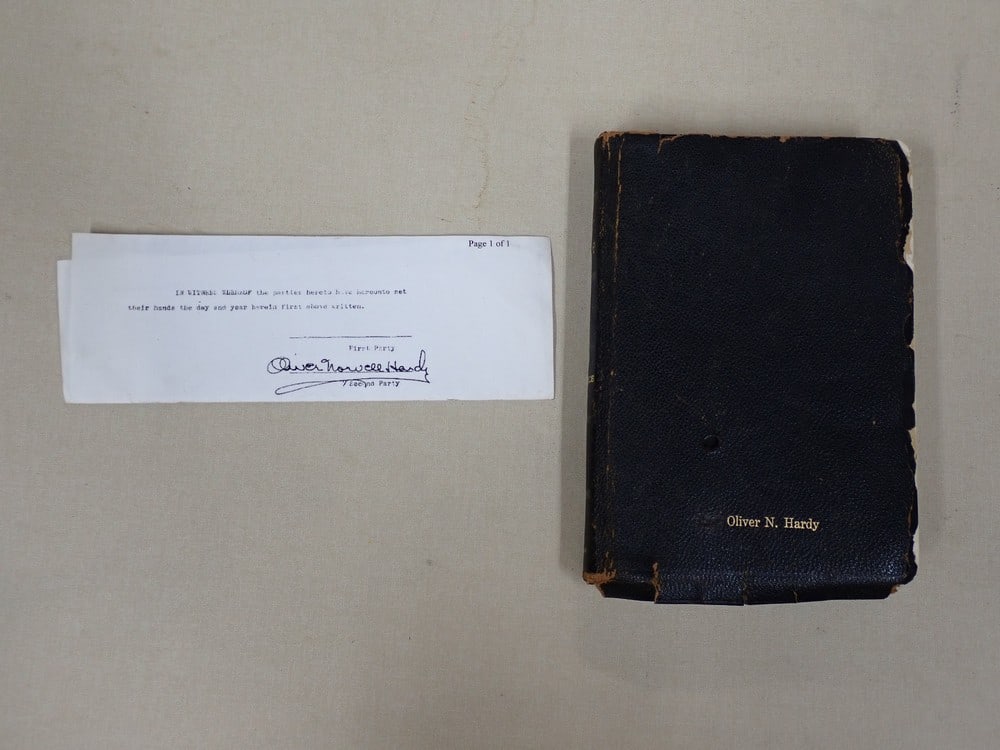 Page 1 of 1
IN WITNESS WHEREOF the parties hereto have hereunto set
their hands the day and year herein first above written.
First Party
Oliver Norvell Hardy
Second Party
Oliver N. Hardy